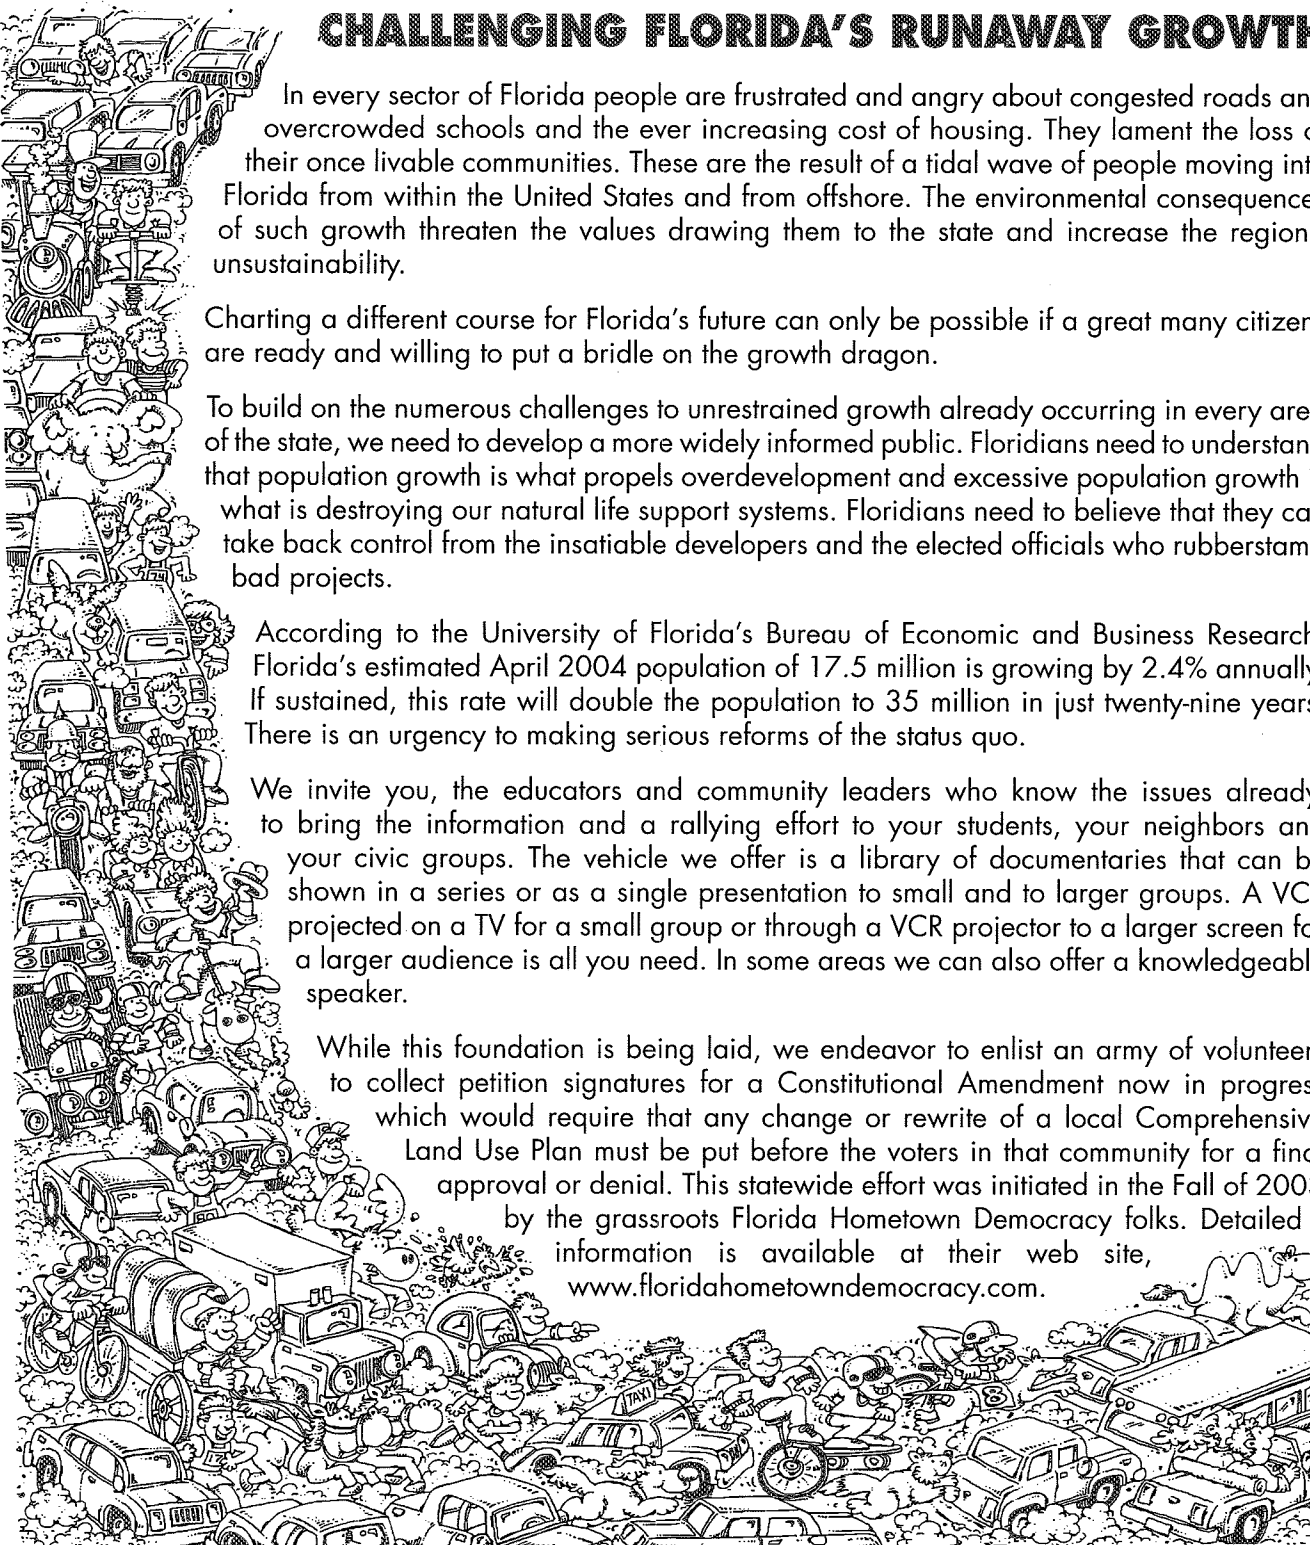 CHALLENGING FLORIDA'S RUNAWAY GROWTH
In every sector of Florida people are frustrated and angry about congested roads an
overcrowded schools and the ever increasing cost of housing. They lament the loss
their once livable communities. These are the result of a tidal wave of people moving int
Florida from within the United States and from offshore. The environmental consequence
of such growth threaten the values drawing them to the state and increase the region
unsustainability.
Charting a different course for Florida's future can only be possible if a great many citizen
are ready and willing to put a bridle on the growth dragon.
To build on the numerous challenges to unrestrained growth already occurring in every are
of the state, we need to develop a more widely informed public. Floridians need to understan
that population growth is what propels overdevelopment and excessive population growth
what is destroying our natural life support systems. Floridians need to believe that they ca
take back control from the insatiable developers and the elected officials who rubberstam
bad projects.
According to the University of Florida's Bureau of Economic and Business Research
Florida's estimated April 2004 population of 17.5 million is growing by 2.4% annually
If sustained, this rate will double the population to 35 million in just twenty-nine years
There is an urgency to making serious reforms of the status quo.
We invite you, the educators and community leaders who know the issues already
to bring the information and a rallying effort to your students, your neighbors an
your civic groups. The vehicle we offer is a library of documentaries that can b
shown in a series or as a single presentation to small and to larger groups. A VC
projected on a TV for a small group or through a VCR projector to a larger screen fo
a larger audience is all you need. In some areas we can also offer a knowledgeabl
speaker.
While this foundation is being laid, we endeavor to enlist an army of volunteer
to collect petition signatures for a Constitutional Amendment now in progres
which would require that any change or rewrite of a local Comprehensiv
Land Use Plan must be put before the voters in that community for a fina
approval or denial. This statewide effort was initiated in the Fall of 200
by the grassroots Florida Hometown Democracy folks. Detailed
information is available at their web site,
www.floridahometowndemocracy.com.
TAXI
8